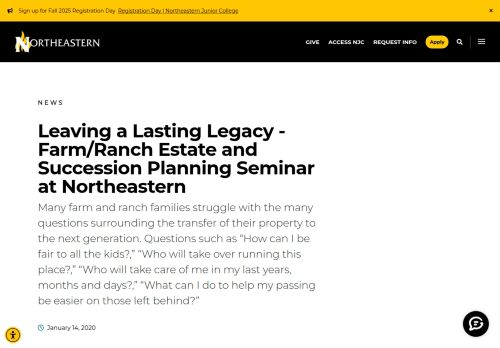 Sign up for Fall 2025 Registration Day Registration Day | Northeastern Junior College ×
NORTHEASTERN GIVE ACCESS NJC REQUEST INFO Apply
NEWS
Leaving a Lasting Legacy -
Farm/Ranch Estate and
Succession Planning Seminar
at Northeastern
Many farm and ranch families struggle with the many
questions surrounding the transfer of their property to
the next generation. Questions such as “How can I be
fair to all the kids?,” “Who will take over running this
place?,” “Who will take care of me in my last years,
months and days?,” “What can I do to help my passing
be easier on those left behind?”
January 14, 2020